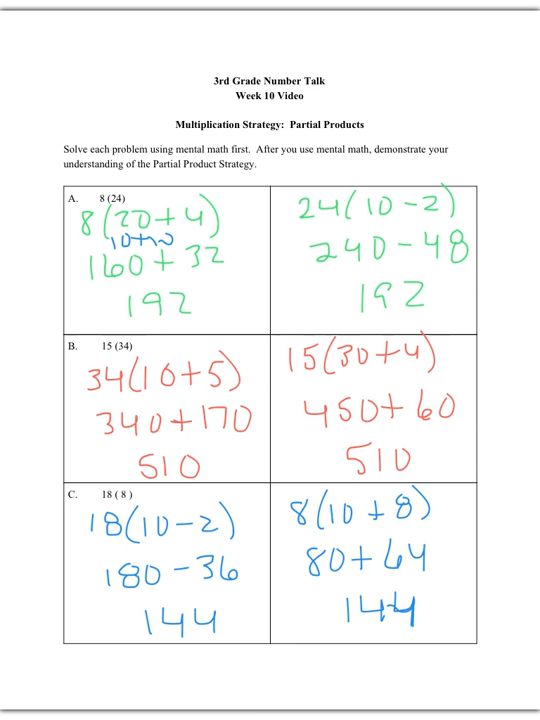 3rd Grade Number Talk
Week 10 Video
Multiplication Strategy: Partial Products
Solve each problem using mental math first. After you use mental math, demonstrate your
understanding of the Partial Product Strategy.
A. 8 (24)
8(20+4)
10+10
160+32
192
24(10-2)
240-48
192
B. 15 (34)
34(10+5)
340+170
510
15(30+4)
450+60
510
C. 18 ( 8 )
18(10-2)
180-36
144
8(10+8)
80+64
144